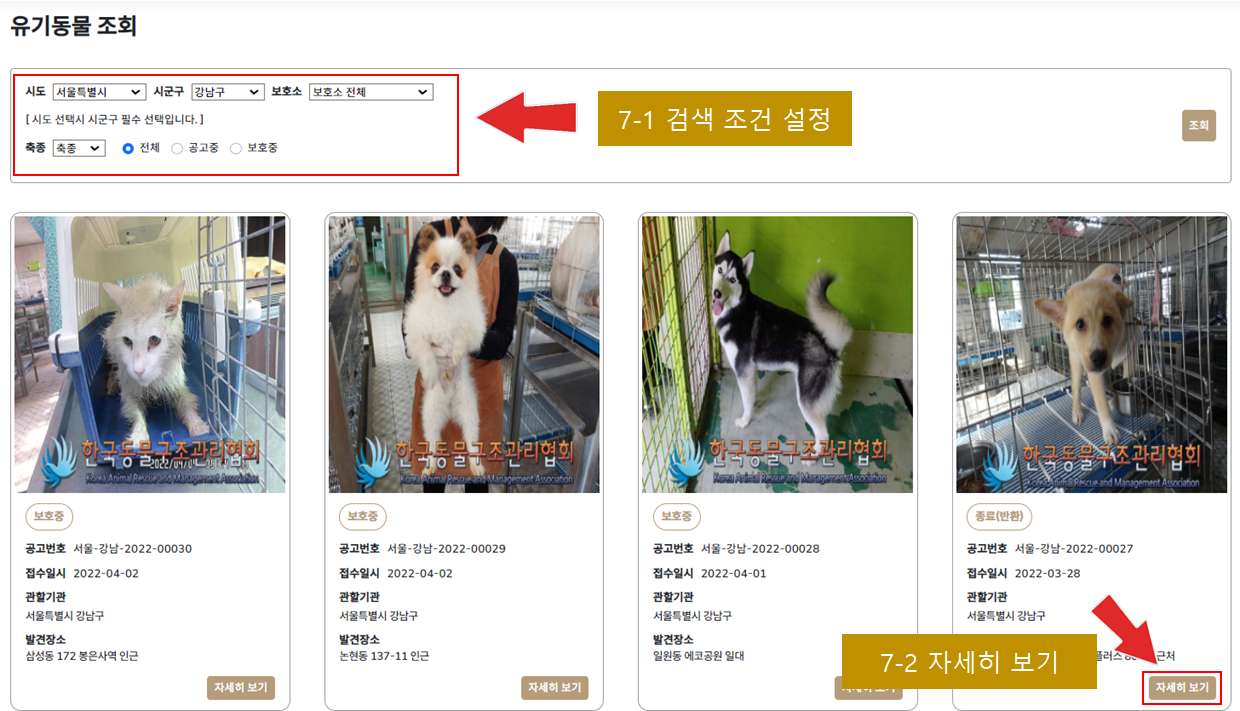 유기동물 조회
시도 서울특별시 시군구 강남구 보호소 보호소 전체
[ 시도 선택시 시군구 필수 선택입니다. ]
축종 축종 전체 공고중 보호중
7-1 검색 조건 설정
조회
한국동물구조관리협회
Korea Animal Rescue and Management Association
보호중
공고번호 서울-강남-2022-00030
접수일시 2022-04-02
관할기관
서울특별시 강남구
발견장소
삼성동 172 봉은사역 인근
자세히 보기
한국동물구조관리협회
Korea Animal Rescue and Management Association
보호중
공고번호 서울-강남-2022-00029
접수일시 2022-04-02
관할기관
서울특별시 강남구
발견장소
논현동 137-11 인근
자세히 보기
한국동물구조관리협회
Korea Animal Rescue and Management Association
보호중
공고번호 서울-강남-2022-00028
접수일시 2022-04-01
관할기관
서울특별시 강남구
발견장소
일원동 에코공원 일대
한국동물구조관리협회
Korea Animal Rescue and Management Association
종료(반환)
공고번호 서울-강남-2022-00027
접수일시 2022-03-28
관할기관
서울특별시 강남구
7-2 자세히 보기
자세히 보기